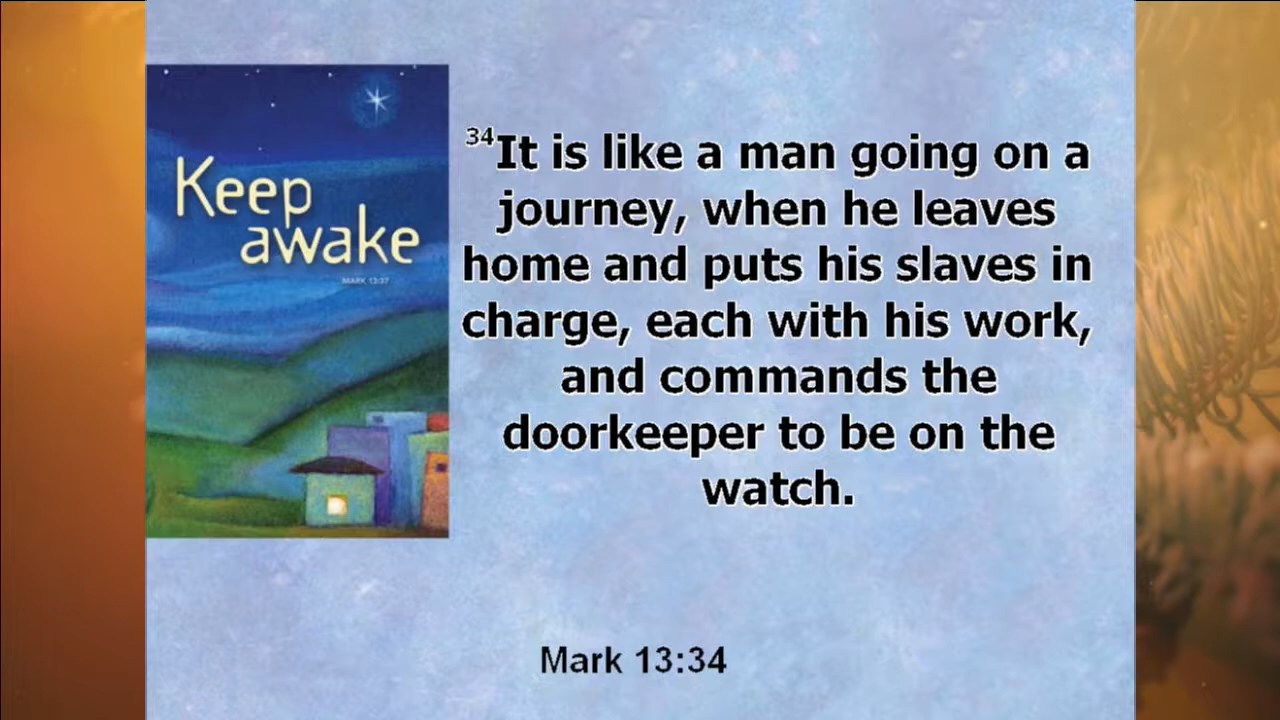 Keep
awake
MARK 13:37
34It is like a man going on a
journey, when he leaves
home and puts his slaves in
charge, each with his work,
and commands the
doorkeeper to be on the
watch.
Mark 13:34